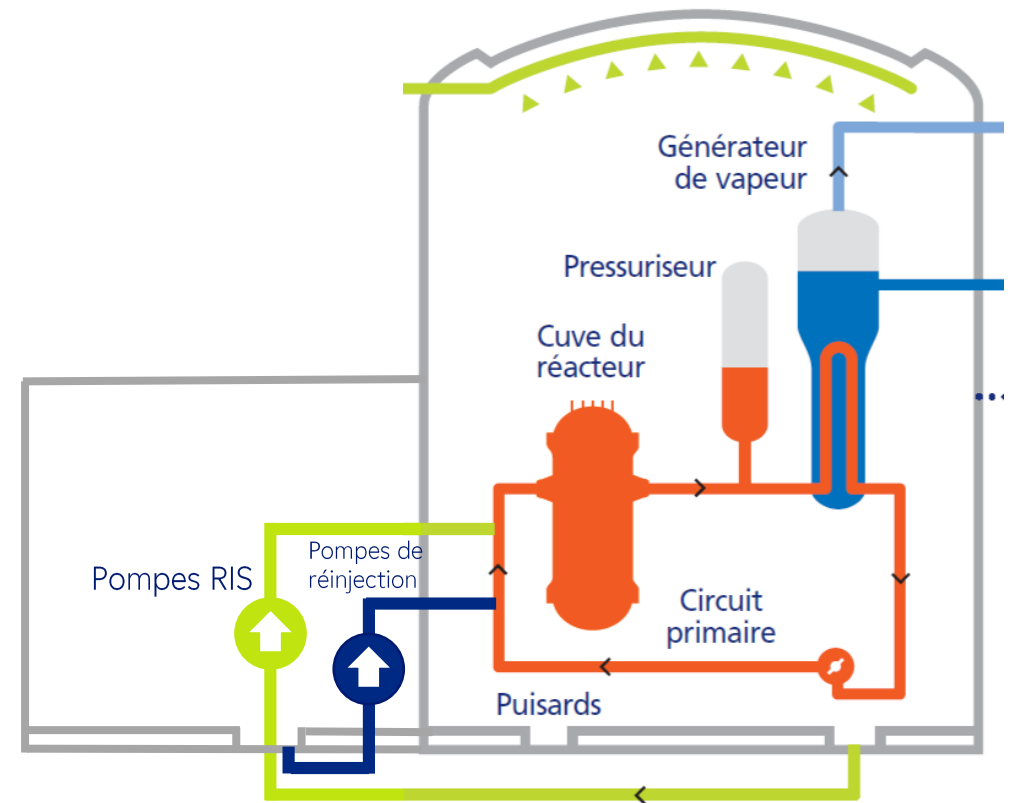 Générateur
de vapeur
Pressuriseur
Cuve du
réacteur
Pompes de
réinjection
Pompes RIS
Circuit
primaire
Puisards